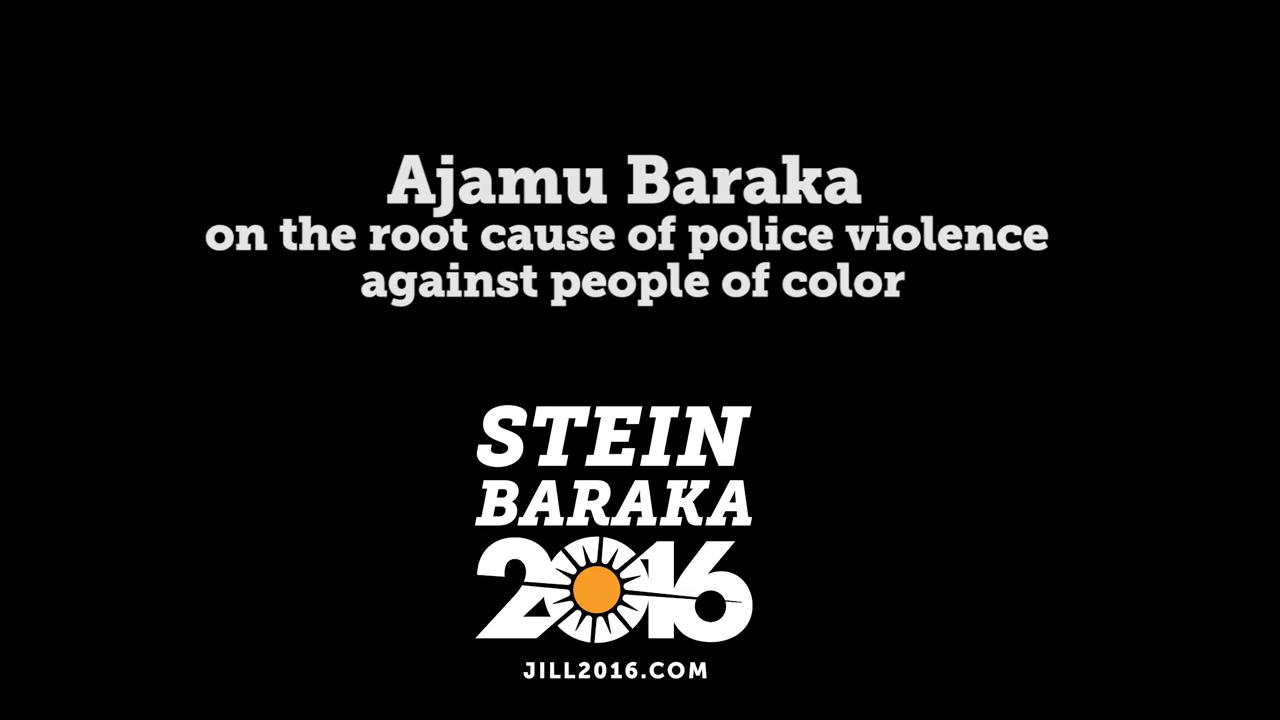 Ajamu Baraka
on the root cause of police violence
against people of color
STEIN
BARAKA
2016
JILL2016.COM